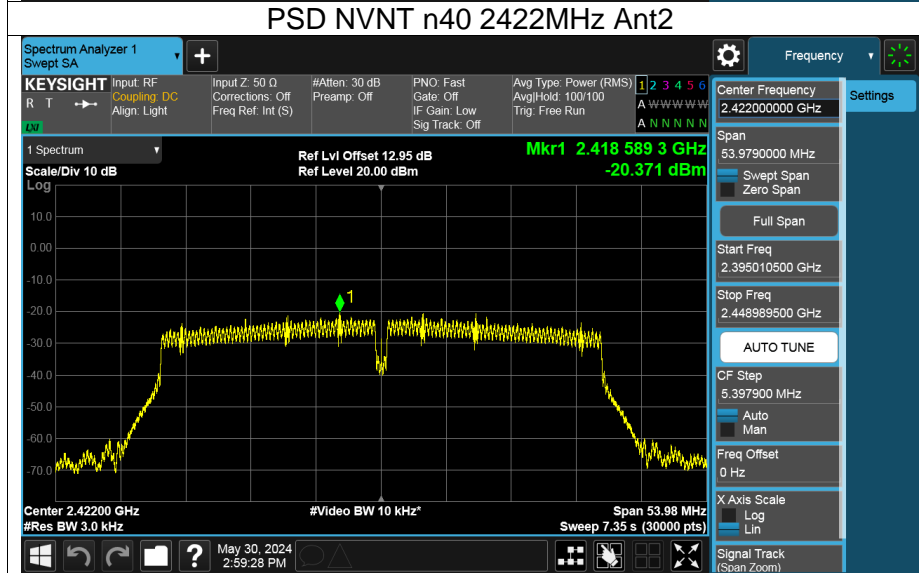 PSD NVNT n40 2422MHz Ant2
Spectrum Analyzer 1
Swept SA
+
Frequency
Settings
KEYSIGHT
R T
LXI
Input: RF
Coupling: DC
Align: Light
Input Z: 50 Ω
Corrections: Off
Freq Ref: Int (S)
#Atten: 30 dB
Preamp: Off
PNO: Fast
Gate: Off
IF Gain: Low
Sig Track: Off
Avg Type: Power (RMS)
Avg|Hold: 100/100
Trig: Free Run
1 2 3 4 5 6
A W W W W W
A N N N N N
1 Spectrum
Scale/Div 10 dB
Log
Ref Lvl Offset 12.95 dB
Ref Level 20.00 dBm
Mkr1 2.418 589 3 GHz
-20.371 dBm
10.0
0.00
-10.0
-20.0
-30.0
-40.0
-50.0
-60.0
-70.0
1
Center 2.42200 GHz
#Res BW 3.0 kHz
#Video BW 10 kHz*
Span 53.98 MHz
Sweep 7.35 s (30000 pts)
Center Frequency
2.422000000 GHz
Span
53.9790000 MHz
Swept Span
Zero Span
Full Span
Start Freq
2.395010500 GHz
Stop Freq
2.448989500 GHz
AUTO TUNE
CF Step
5.397900 MHz
Auto
Man
Freq Offset
0 Hz
X Axis Scale
Log
Lin
Signal Track
(Span Zoom)
?
May 30, 2024
2:59:28 PM